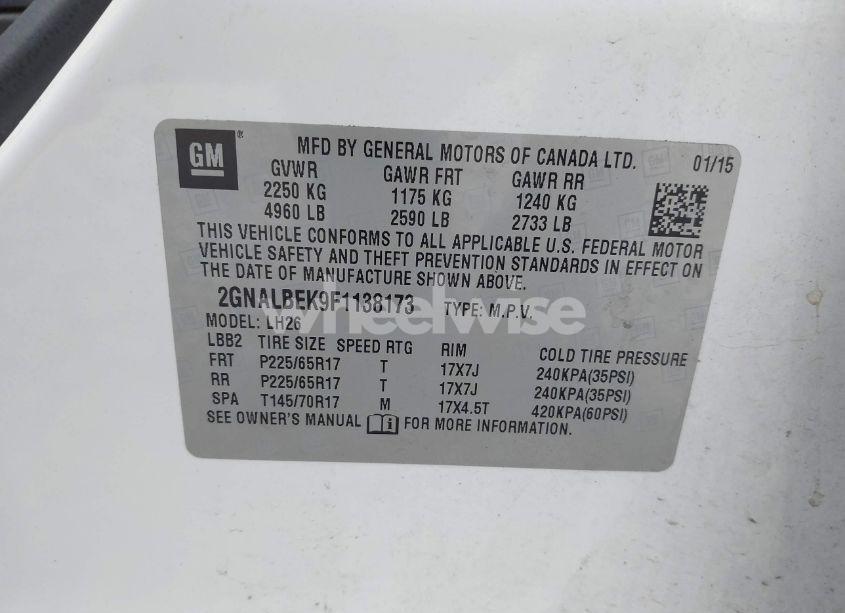 GM ® MFD BY GENERAL MOTORS OF CANADA LTD. 01/15
GVWR GAWR FRT GAWR RR
2250 KG 1175 KG 1240 KG
4960 LB 2590 LB 2733 LB
THIS VEHICLE CONFORMS TO ALL APPLICABLE U.S. FEDERAL MOTOR
VEHICLE SAFETY AND THEFT PREVENTION STANDARDS IN EFFECT ON
THE DATE OF MANUFACTURE SHOWN ABOVE.
2GNALBEK9F1138173 TYPE: M.P.V.
wheelwise
MODEL: LH26
LBB2 TIRE SIZE SPEED RTG RIM COLD TIRE PRESSURE
FRT P225/65R17 T 17X7J 240KPA(35PSI)
RR P225/65R17 T 17X7J 240KPA(35PSI)
SPA T145/70R17 M 17X4.5T 420KPA(60PSI)
SEE OWNER'S MANUAL i FOR MORE INFORMATION.